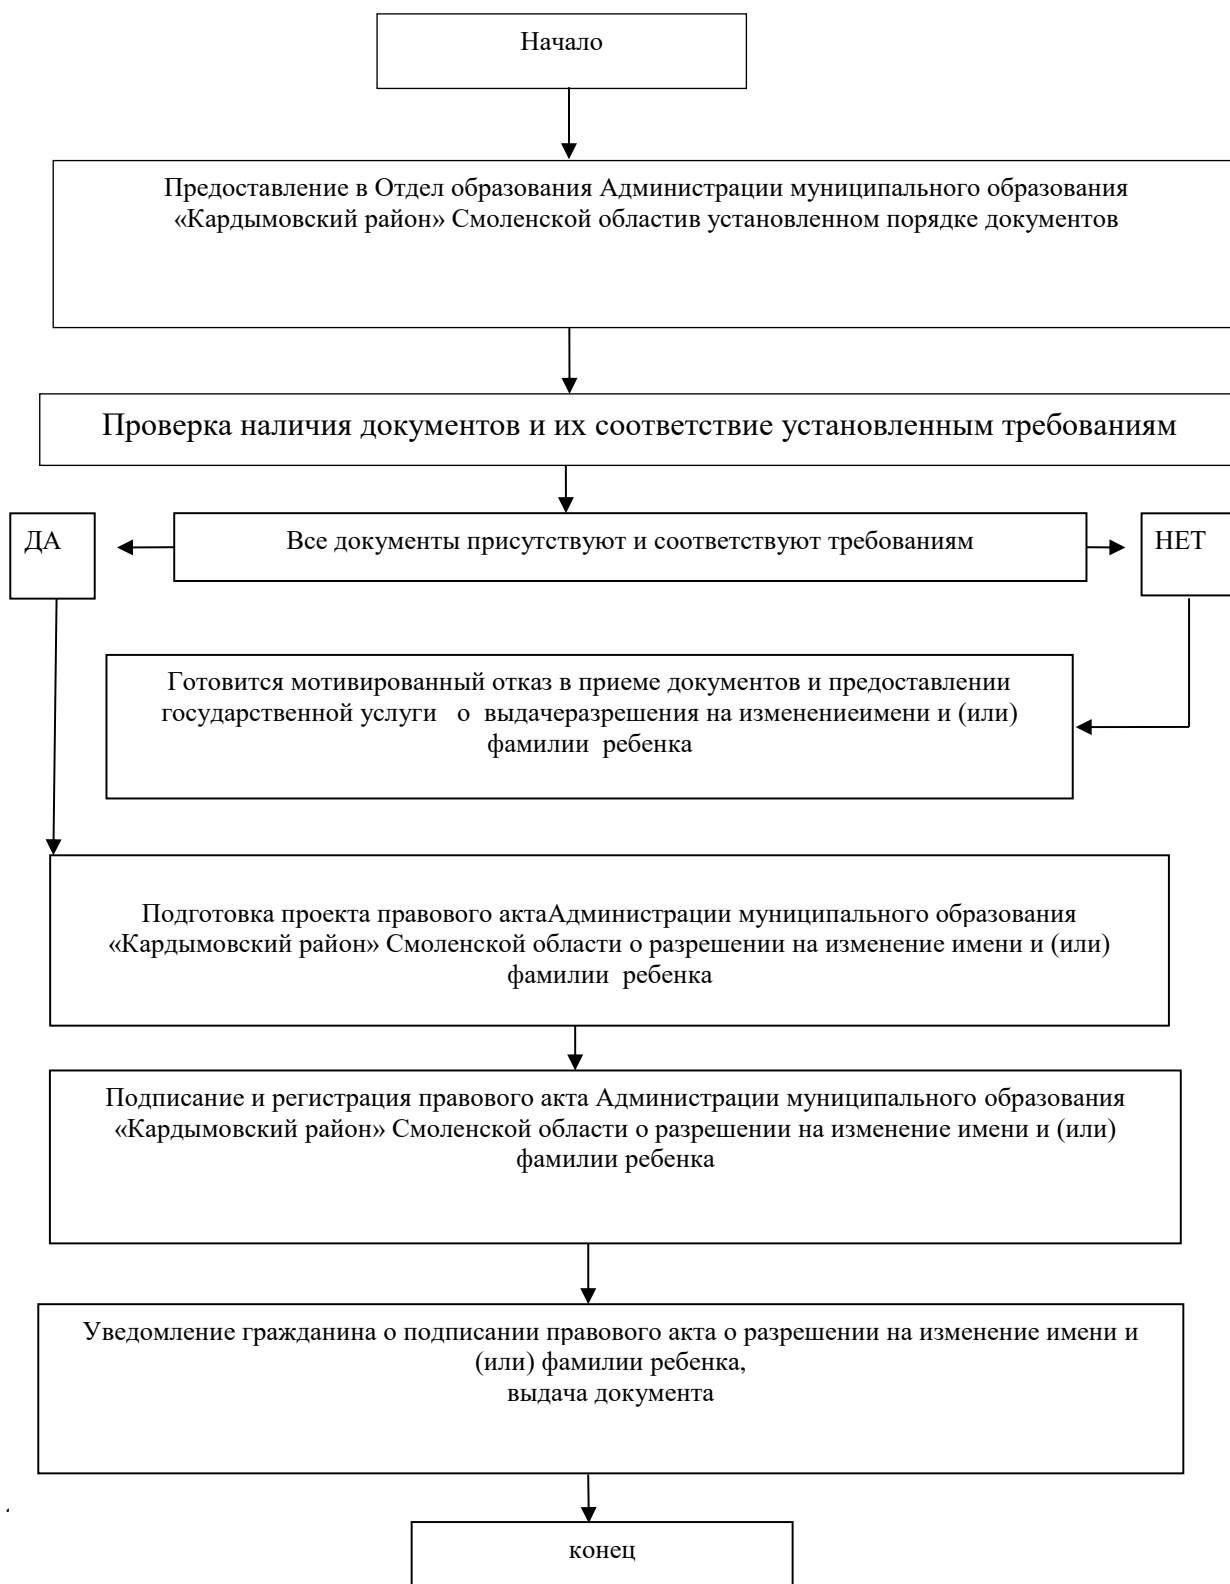 Начало
Предоставление в Отдел образования Администрации муниципального образования
«Кардымовский район» Смоленской областив установленном порядке документов
Проверка наличия документов и их соответствие установленным требованиям
ДА
Все документы присутствуют и соответствуют требованиям
НЕТ
Готовится мотивированный отказ в приеме документов и предоставлении
государственной услуги о выдачеразрешения на изменениеимени и (или)
фамилии ребенка
Подготовка проекта правового актаАдминистрации муниципального образования
«Кардымовский район» Смоленской области о разрешении на изменение имени и (или)
фамилии ребенка
Подписание и регистрация правового акта Администрации муниципального образования
«Кардымовский район» Смоленской области о разрешении на изменение имени и (или)
фамилии ребенка
Уведомление гражданина о подписании правового акта о разрешении на изменение имени и
(или) фамилии ребенка,
выдача документа
конец